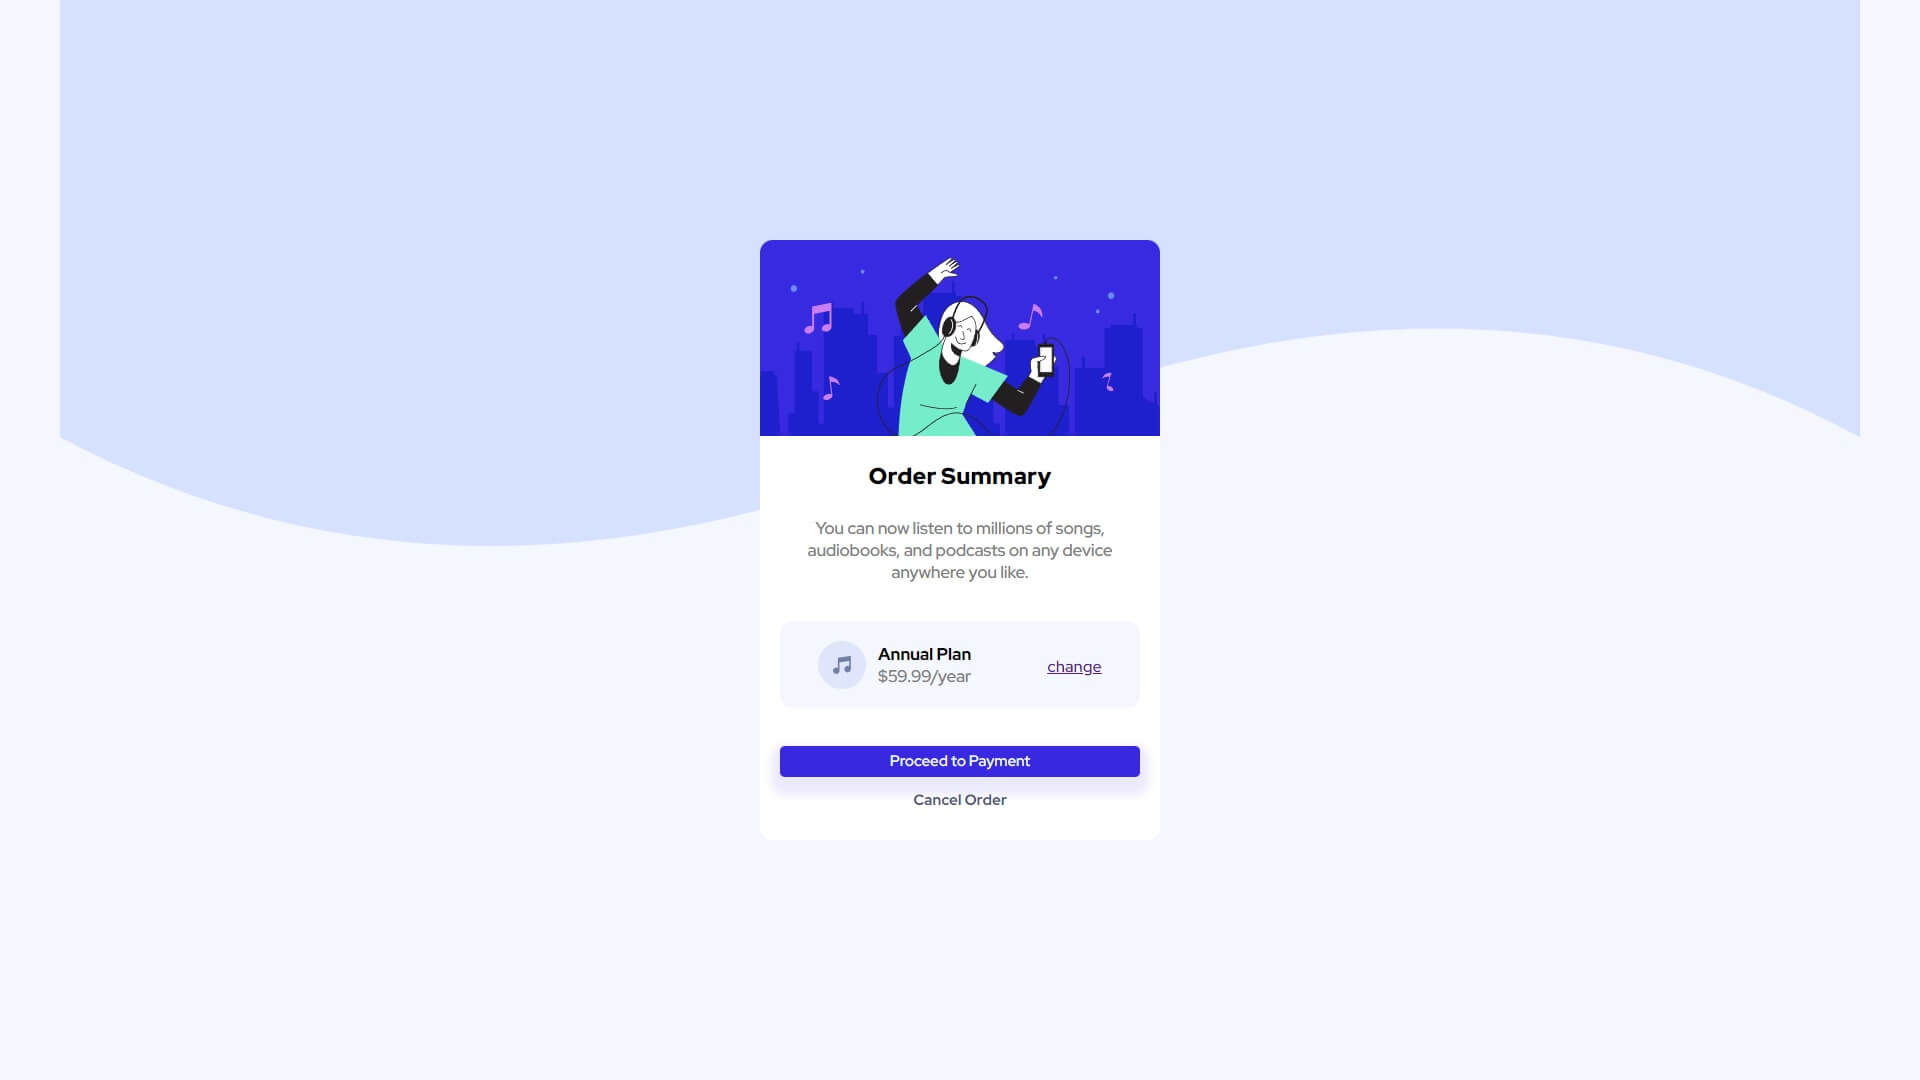 Order Summary
You can now listen to millions of songs,
audiobooks, and podcasts on any device
anywhere you like.
Annual Plan
$59.99/year
change
Proceed to Payment
Cancel Order